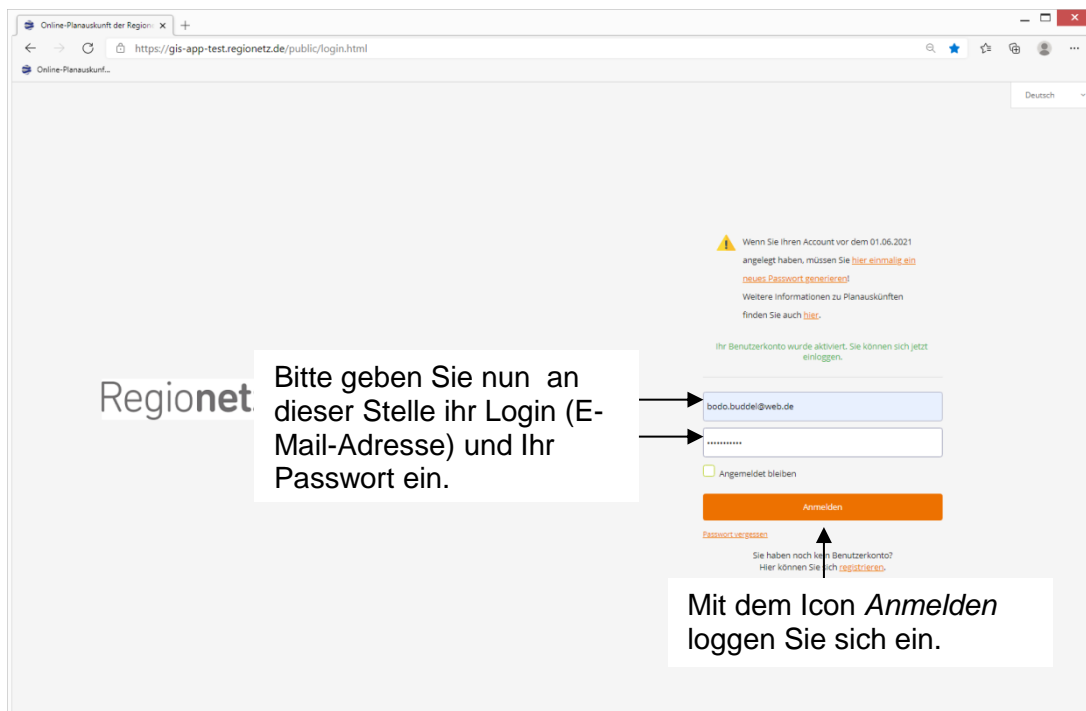 Online-Planauskunft der Region
https://gis-app-test.regionetz.de/public/login.html
Online-Planauskunf...
Deutsch
Wenn Sie Ihren Account vor dem 01.06.2021
angelegt haben, müssen Sie hier einmalig ein
neues Passwort generieren!
Weitere Informationen zu Planauskünften
finden Sie auch hier.
Ihr Benutzerkonto wurde aktiviert. Sie können sich jetzt
einloggen.
Regionet
Bitte geben Sie nun an
dieser Stelle ihr Login (E-
Mail-Adresse) und Ihr
Passwort ein.
bodo.buddel@web.de
Angemeldet bleiben
Anmelden
Passwort vergessen
Sie haben noch kein Benutzerkonto?
Hier können Sie sich registrieren.
Mit dem Icon Anmelden
loggen Sie sich ein.